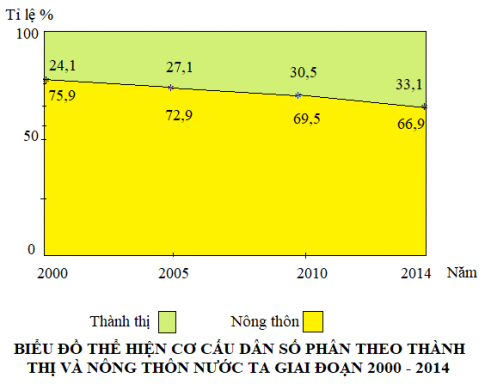 Tỉ lệ %
100
24,1
27,1
30,5
33,1
75,9
72,9
69,5
66,9
50
0
2000
2005
2010
2014
Năm
Thành thị
Nông thôn
BIỂU ĐỒ THỂ HIỆN CƠ CẤU DÂN SỐ PHÂN THEO THÀNH
THỊ VÀ NÔNG THÔN NƯỚC TA GIAI ĐOẠN 2000 - 2014